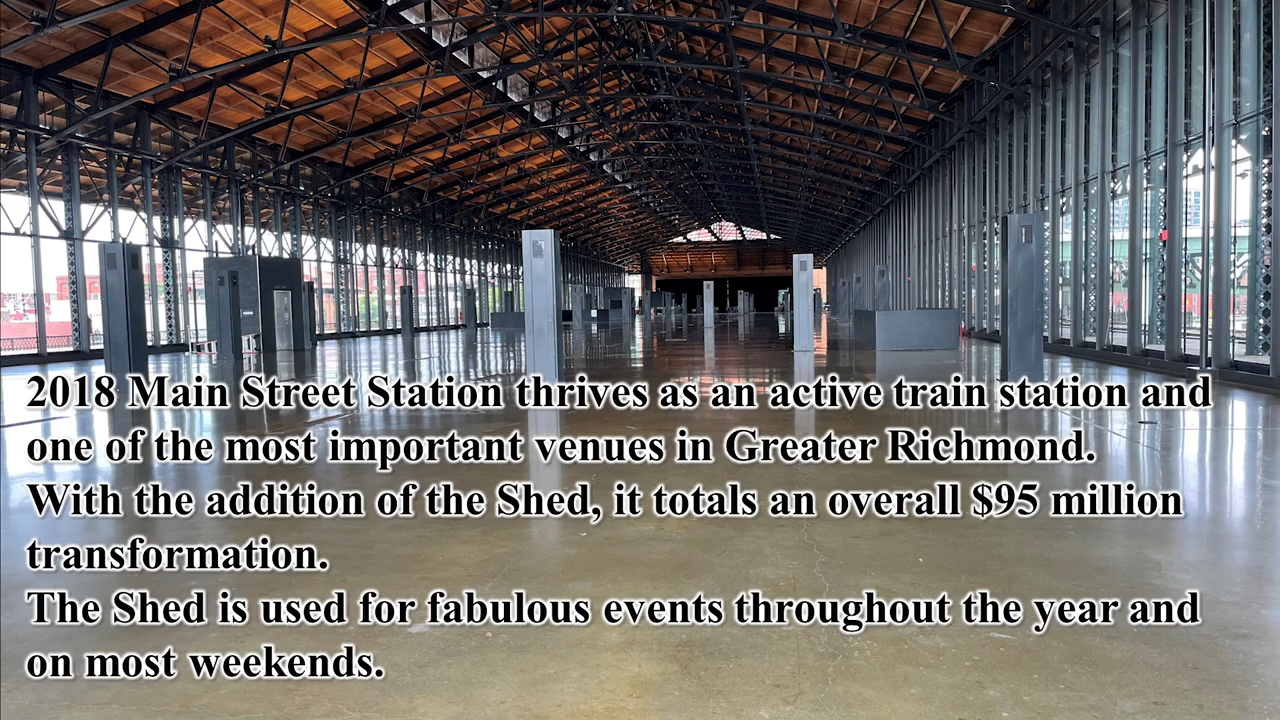 2018 Main Street Station thrives as an active train station and
one of the most important venues in Greater Richmond.
With the addition of the Shed, it totals an overall $95 million
transformation.
The Shed is used for fabulous events throughout the year and
on most weekends.